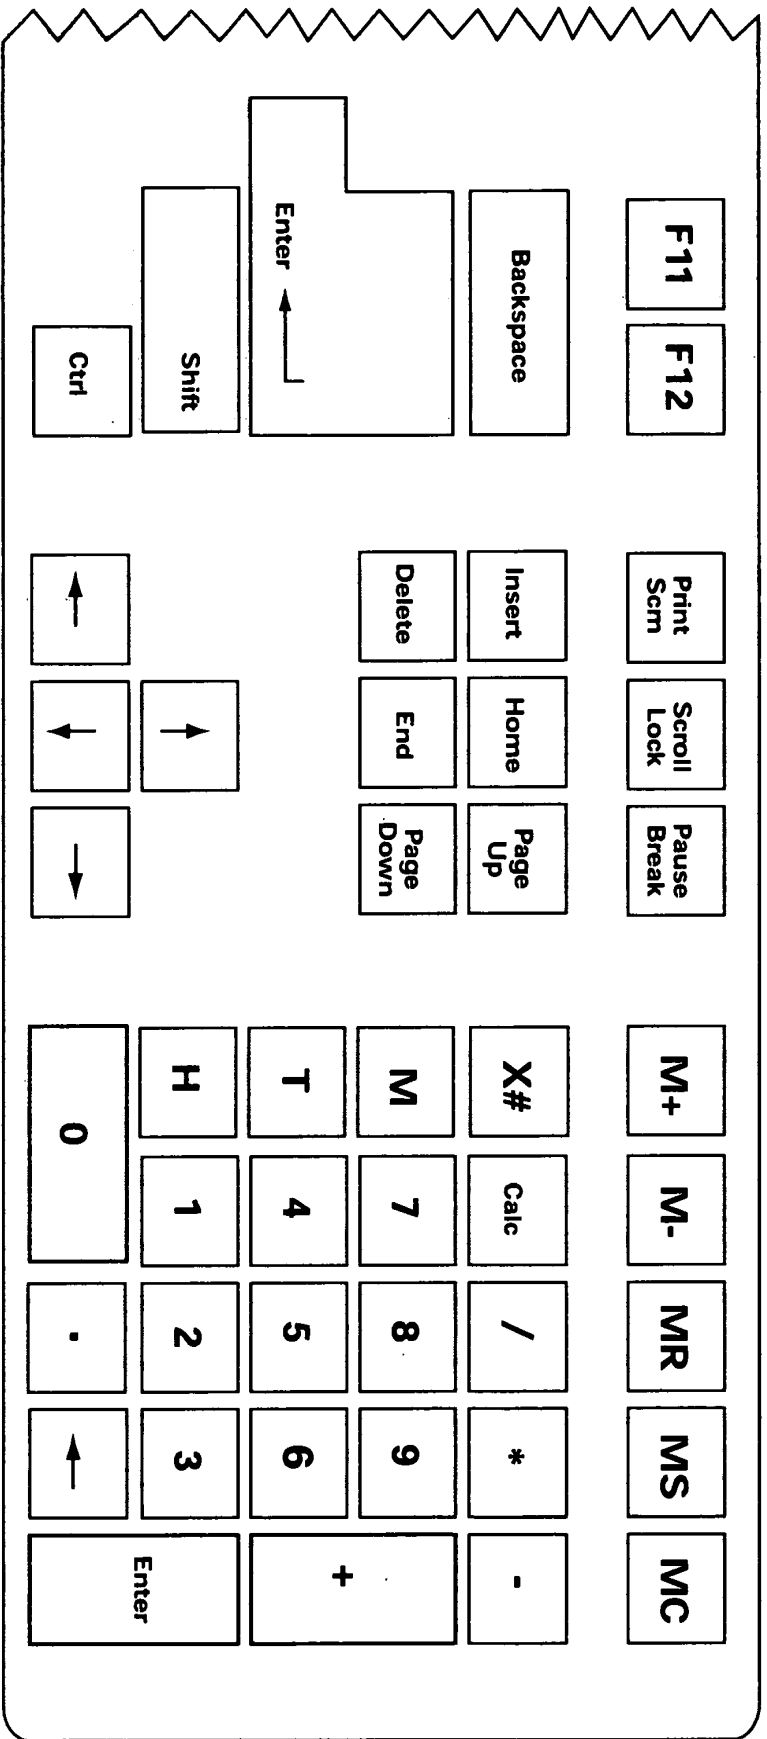 F11 F12 Print Scrn Scroll Lock Pause Break M+ M- MR MS MC
Backspace Insert Home Page Up X# Calc / * -
Enter Delete End Page Down M 7 8 9 +
T 4 5 6
Shift H 1 2 3 Enter
Ctrl 0 .